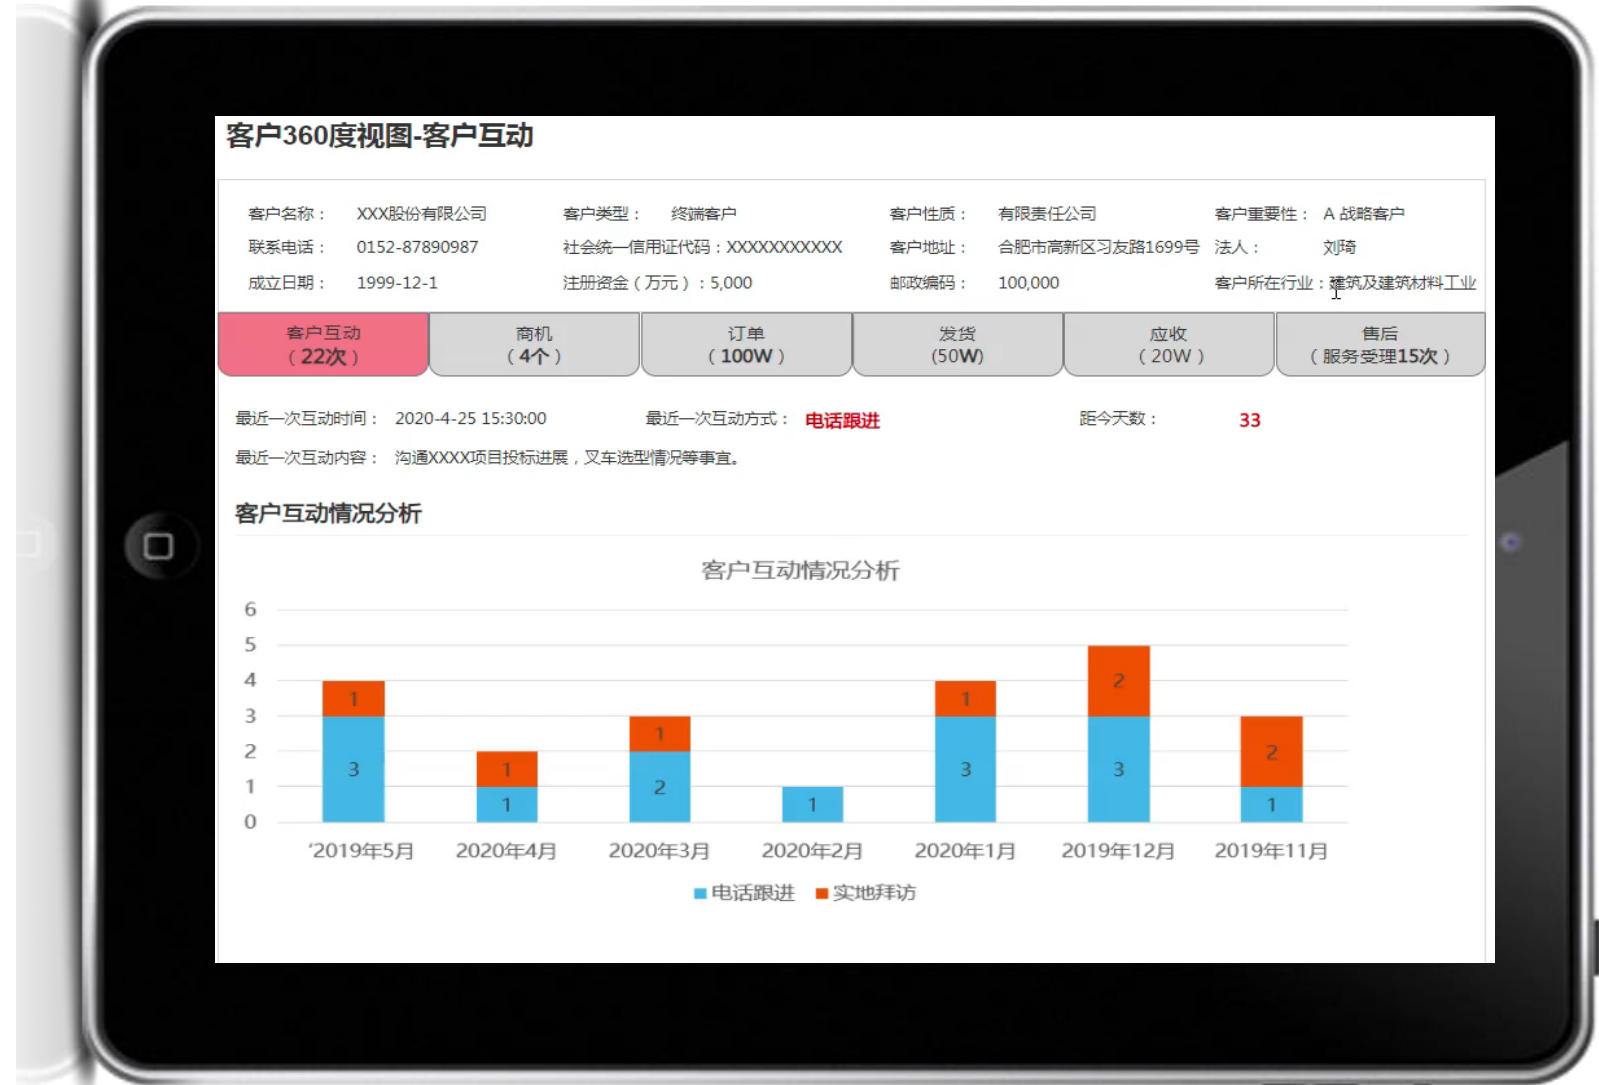 客户360度视图-客户互动
客户名称： XXX股份有限公司 客户类型： 终端客户 客户性质： 有限责任公司 客户重要性： A 战略客户
联系电话： 0152-87890987 社会统一信用证代码：XXXXXXXXXXX 客户地址： 合肥市高新区习友路1699号 法人： 刘琦
成立日期： 1999-12-1 注册资金（万元）：5,000 邮政编码： 100,000 客户所在行业：建筑及建筑材料工业
客户互动 商机 订单 发货 应收 售后
（22次） （4个） （100W） (50W) （20W） （服务受理15次）
最近一次互动时间： 2020-4-25 15:30:00 最近一次互动方式： 电话跟进 距今天数： 33
最近一次互动内容： 沟通XXXX项目投标进展，叉车选型情况等事宜。
客户互动情况分析
客户互动情况分析
6
5
4
3
2
1
0
1 1 1 1 2 2
3 1 2 1 3 3 1
'2019年5月 2020年4月 2020年3月 2020年2月 2020年1月 2019年12月 2019年11月
电话跟进 实地拜访